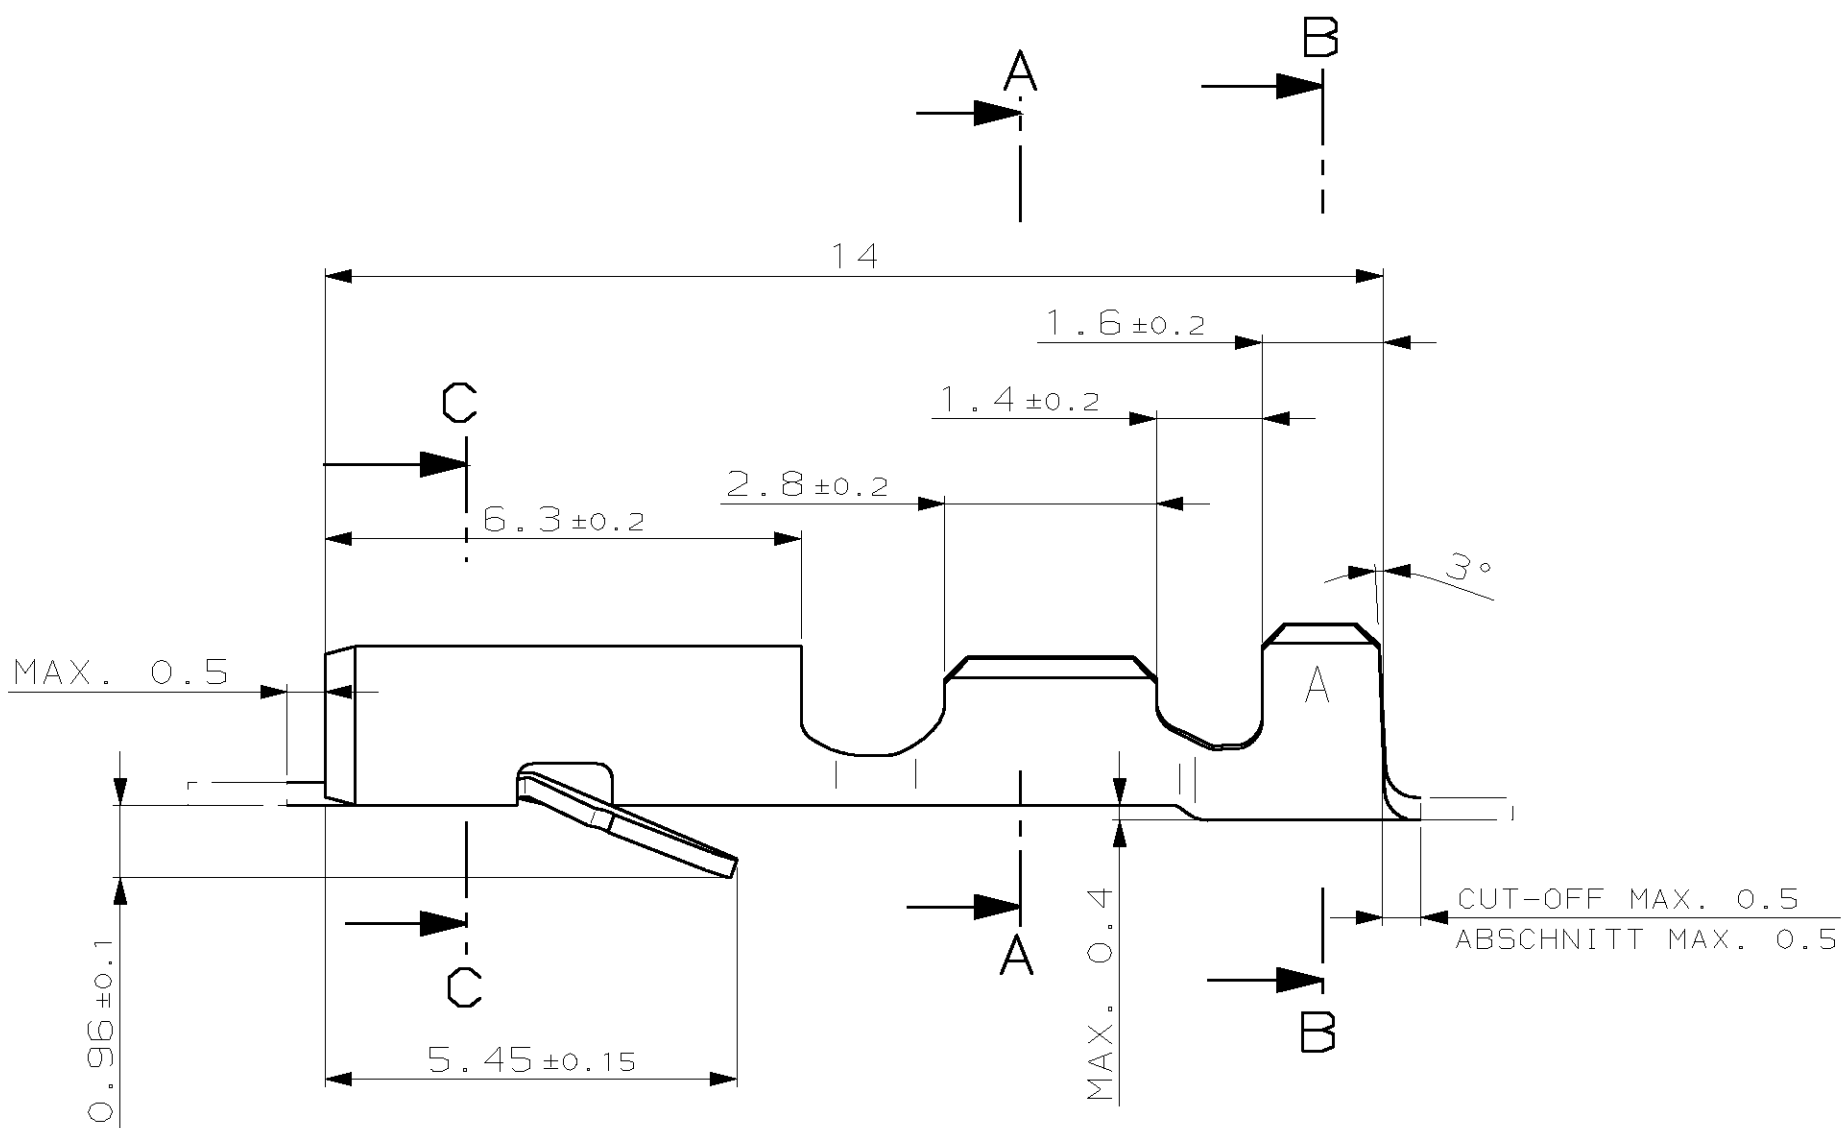 B
A
14
1.6±0.2
C
1.4±0.2
2.8±0.2
6.3±0.2
3°
MAX. 0.5
A
CUT-OFF MAX. 0.5
ABSCHNITT MAX. 0.5
MAX. 0.4
0.96±0.1
A
C
B
5.45±0.15